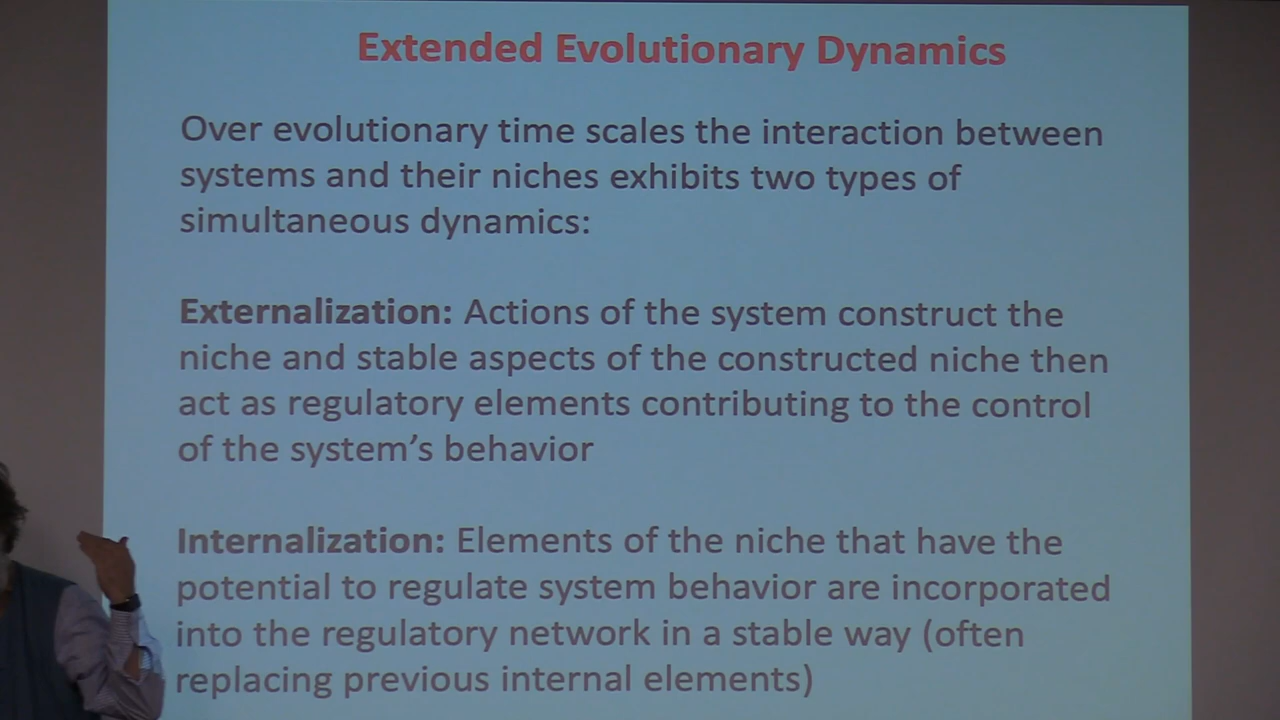 Extended Evolutionary Dynamics
Over evolutionary time scales the interaction between
systems and their niches exhibits two types of
simultaneous dynamics:
Externalization: Actions of the system construct the
niche and stable aspects of the constructed niche then
act as regulatory elements contributing to the control
of the system’s behavior
Internalization: Elements of the niche that have the
potential to regulate system behavior are incorporated
into the regulatory network in a stable way (often
replacing previous internal elements)